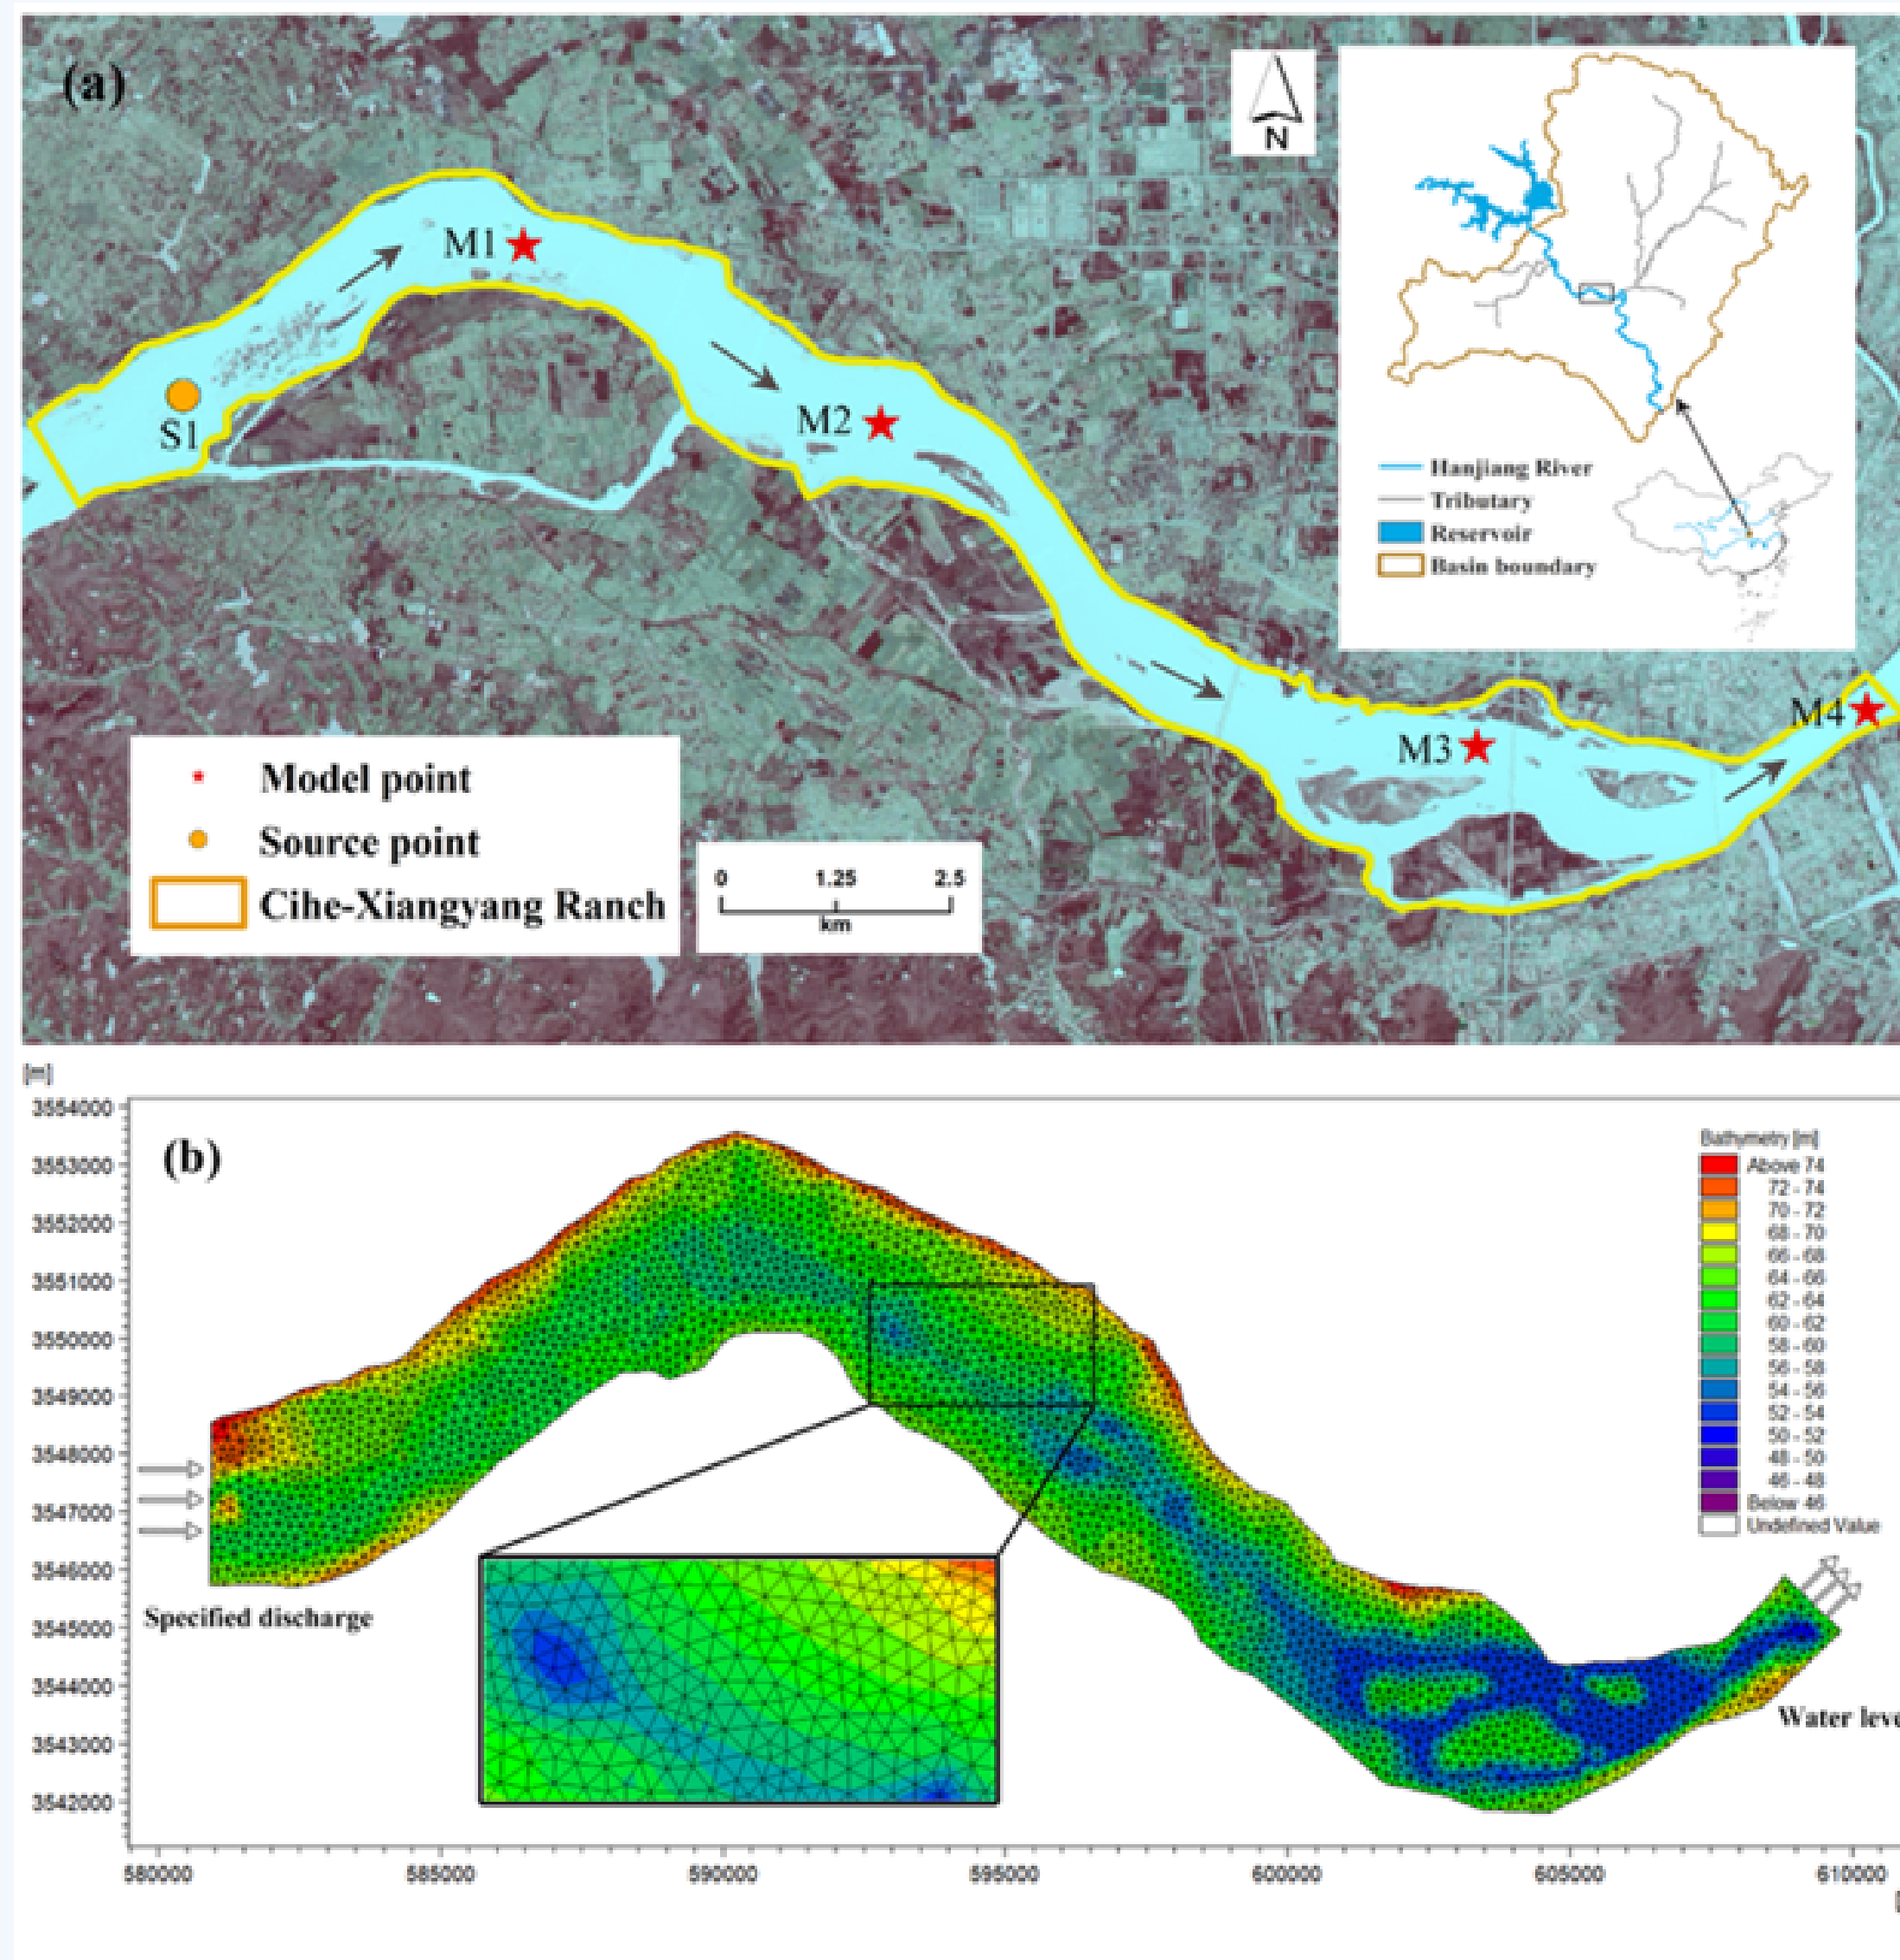 (a)
N
M1
S1
M2
M3
M4
Hanjiang River
Tributary
Reservoir
Basin boundary
Model point
Source point
Cihe-Xiangyang Ranch
0 1.25 2.5
km
[m]
(b)
3554000
3553000
3552000
3551000
3550000
3549000
3548000
3547000
3546000
3545000
3544000
3543000
3542000
Bathymetry [m]
Above 74
72 - 74
70 - 72
68 - 70
66 - 68
64 - 66
62 - 64
60 - 62
58 - 60
56 - 58
54 - 56
52 - 54
50 - 52
48 - 50
46 - 48
Below 46
Undefined Value
Specified discharge
Water leve
580000 585000 590000 595000 600000 605000 610000